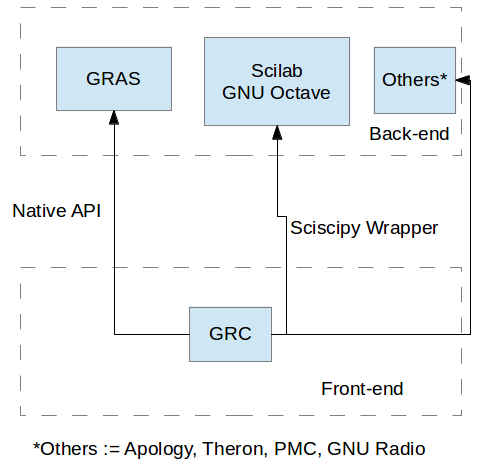 GRAS
Scilab
GNU Octave
Others*
Back-end
Native API
Sciscipy Wrapper
GRC
Front-end
*Others := Apology, Theron, PMC, GNU Radio